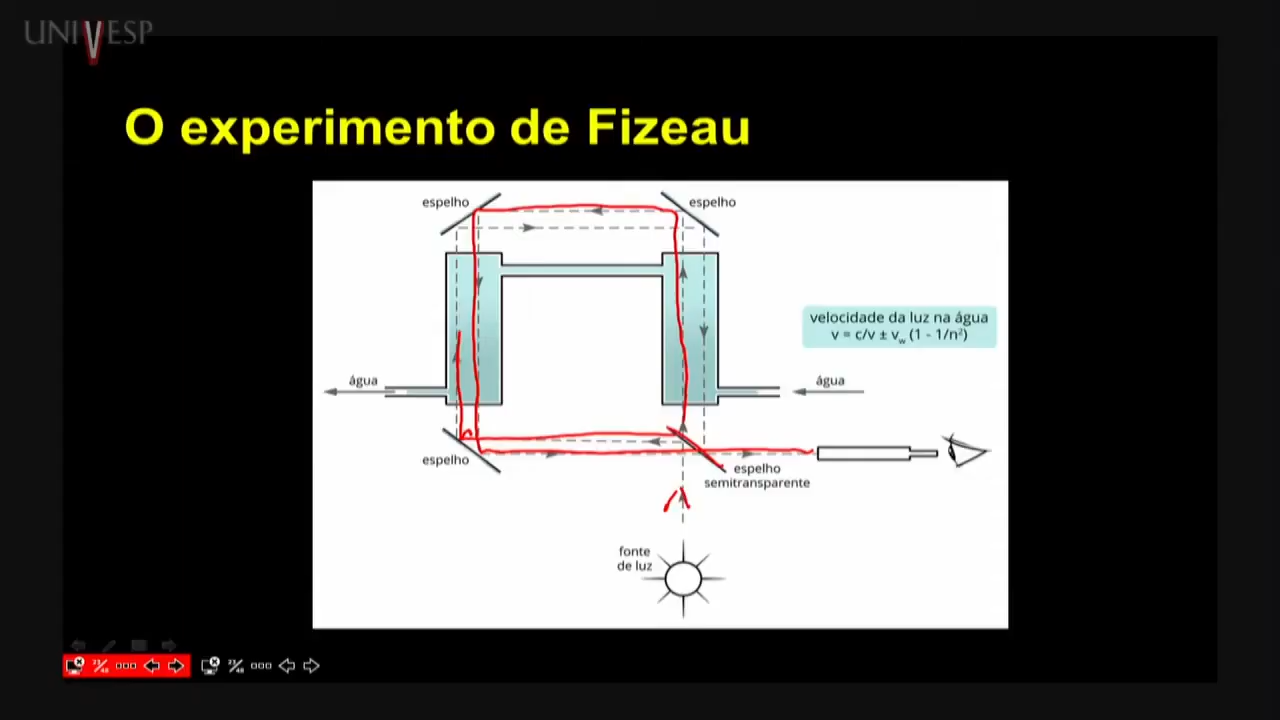 UNIVESP
O experimento de Fizeau
espelho
espelho
velocidade da luz na água
v = c/v ± v_w (1 - 1/n²)
água
água
espelho
espelho
semitransparente
fonte
de luz